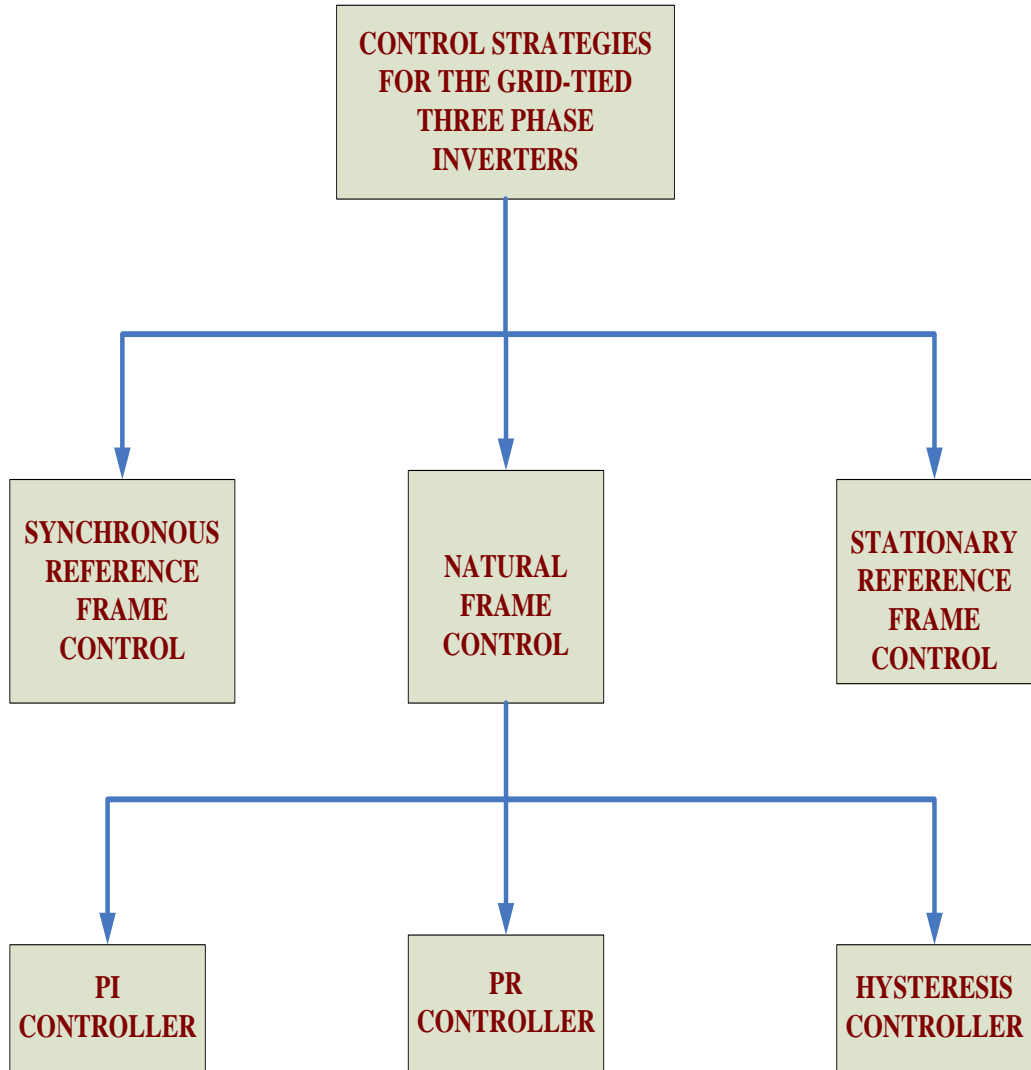 CONTROL STRATEGIES
FOR THE GRID-TIED
THREE PHASE
INVERTERS
SYNCHRONOUS
REFERENCE
FRAME
CONTROL
NATURAL
FRAME
CONTROL
STATIONARY
REFERENCE
FRAME
CONTROL
PI
CONTROLLER
PR
CONTROLLER
HYSTERESIS
CONTROLLER